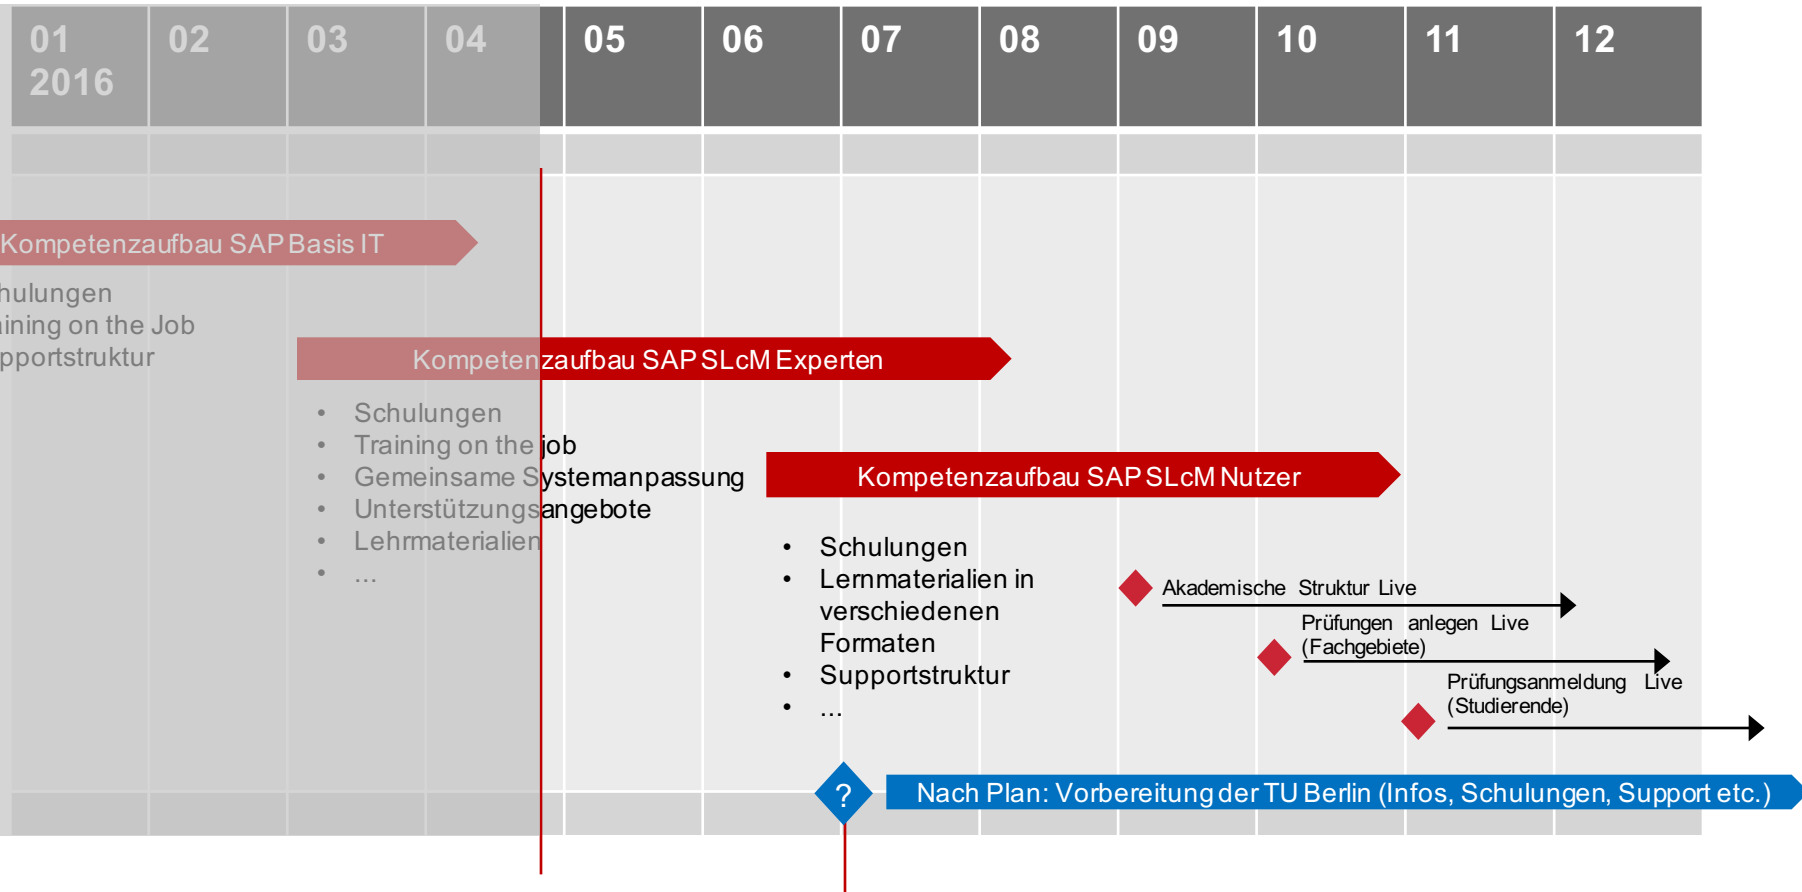 01 02 03 04 05 06 07 08 09 10 11 12
2016
Kompetenzaufbau SAP Basis IT
hulungen
ining on the Job
pportstruktur
Kompetenzaufbau SAP SLcM Experten
• Schulungen
• Training on the job
• Gemeinsame Systemanpassung
• Unterstützungsangebote
• Lehrmaterialien
• ...
Kompetenzaufbau SAP SLcM Nutzer
• Schulungen
• Lernmaterialien in
verschiedenen
Formaten
• Supportstruktur
• ...
Akademische Struktur Live
Prüfungen anlegen Live
(Fachgebiete)
Prüfungsanmeldung Live
(Studierende)
?
Nach Plan: Vorbereitung der TU Berlin (Infos, Schulungen, Support etc.)